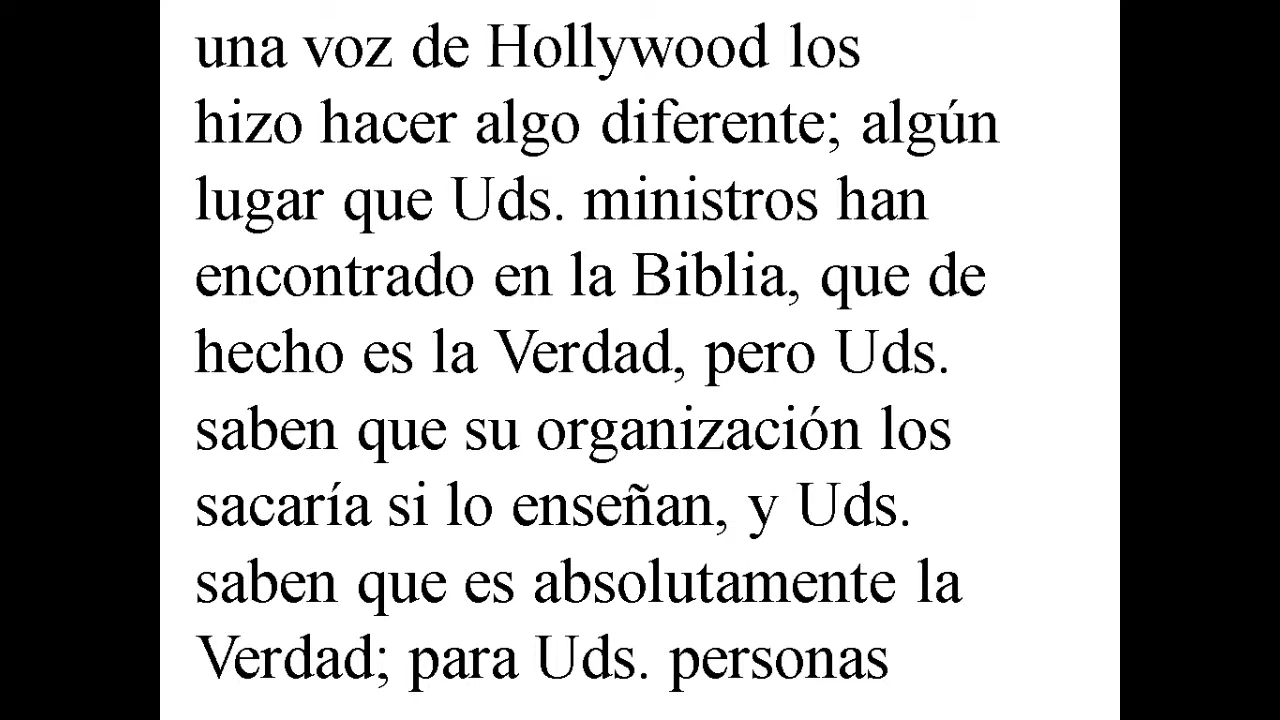 una voz de Hollywood los
hizo hacer algo diferente; algún
lugar que Uds. ministros han
encontrado en la Biblia, que de
hecho es la Verdad, pero Uds.
saben que su organización los
sacaría si lo enseñan, y Uds.
saben que es absolutamente la
Verdad; para Uds. personas